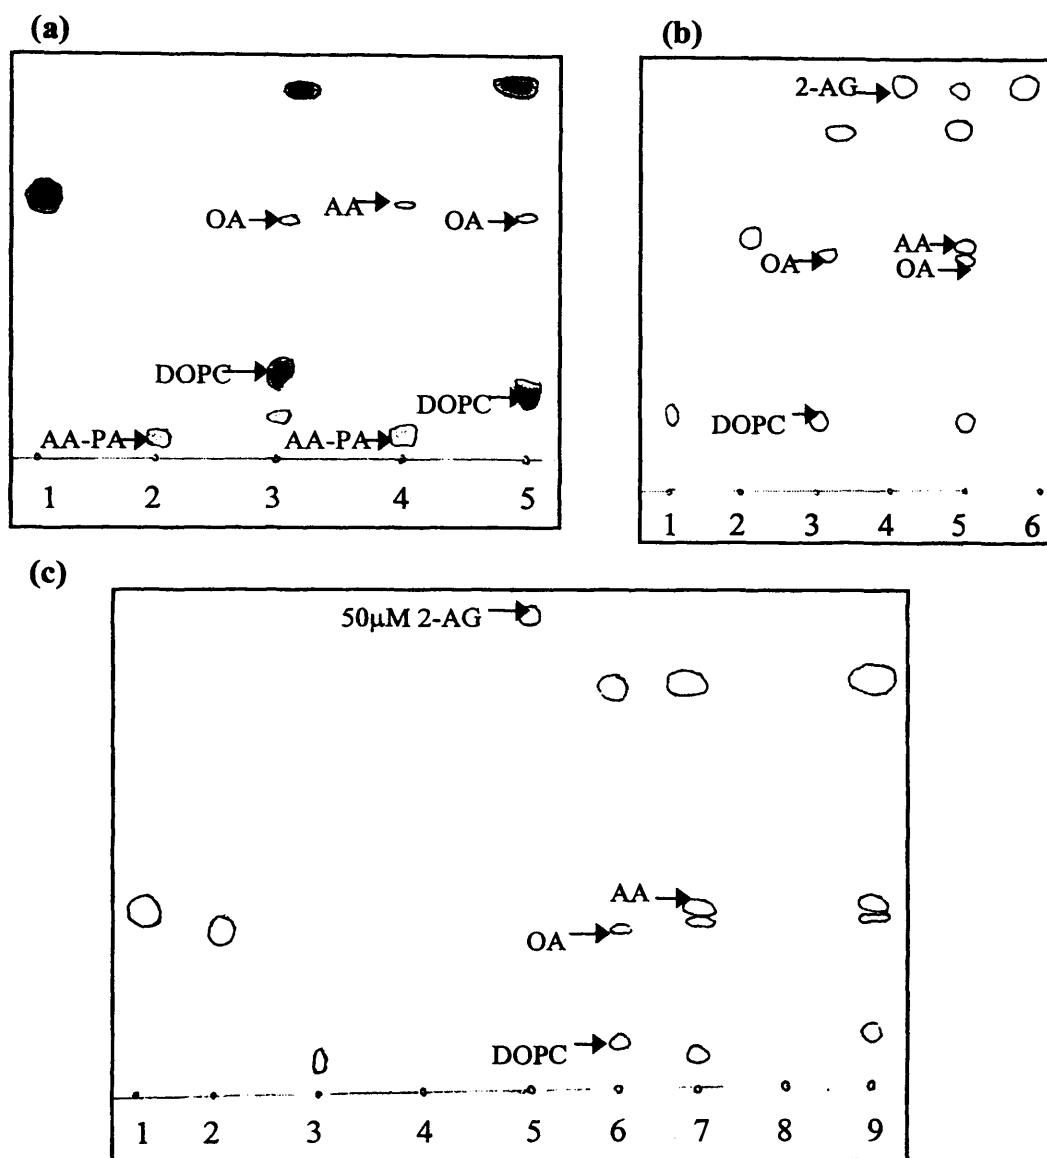 (a)
OA
AA
OA
DOPC
DOPC
AA-PA
AA-PA
1 2 3 4 5
(b)
2-AG
AA
OA
OA
DOPC
1 2 3 4 5 6
(c)
50µM 2-AG
AA
OA
DOPC
1 2 3 4 5 6 7 8 9